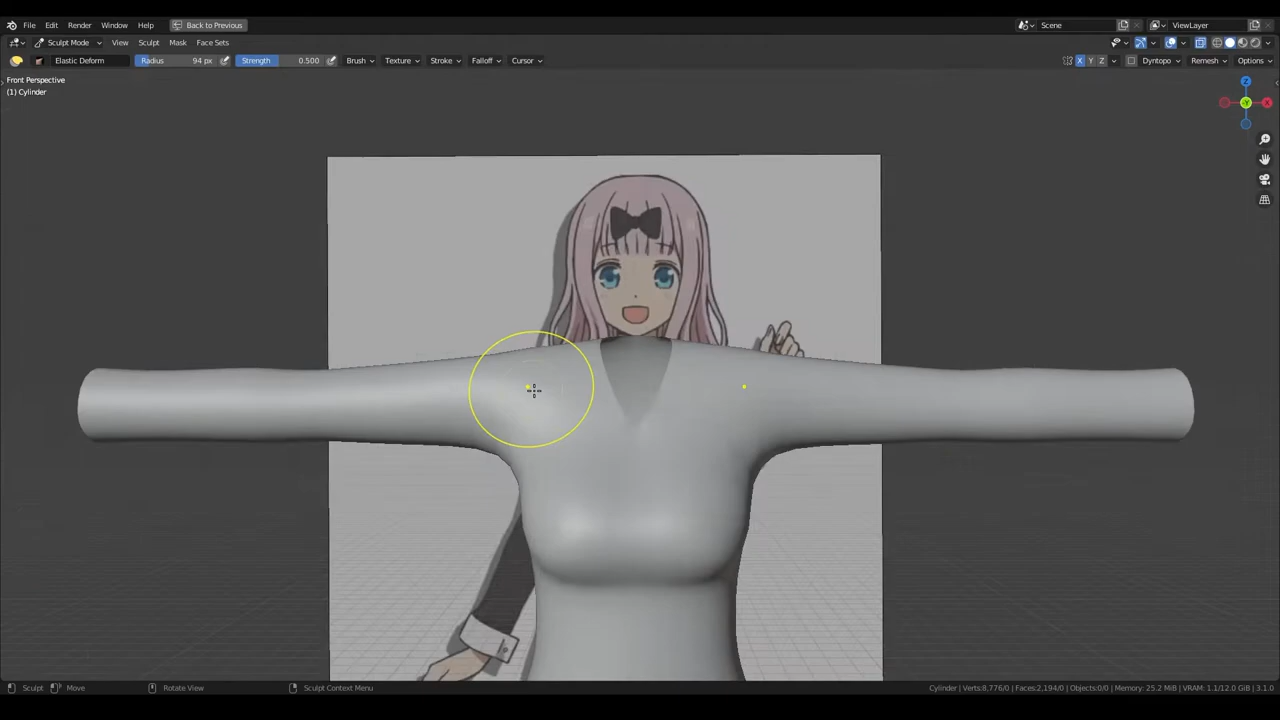 File Edit Render Window Help Back to Previous Scene ViewLayer
Sculpt Mode View Sculpt Mask Face Sets
Elastic Deform Radius 94 px Strength 0.500 Brush Texture Stroke Falloff Cursor X Y Z Dyntopo Remesh Options
Front Perspective
(1) Cylinder
Z
Y
X
Sculpt Move Rotate View Sculpt Context Menu Cylinder | Verts:8,776/0 | Faces:2,194/0 | Objects:0/0 | Memory: 25.2 MiB | VRAM: 1.1/12.0 GiB | 3.1.0